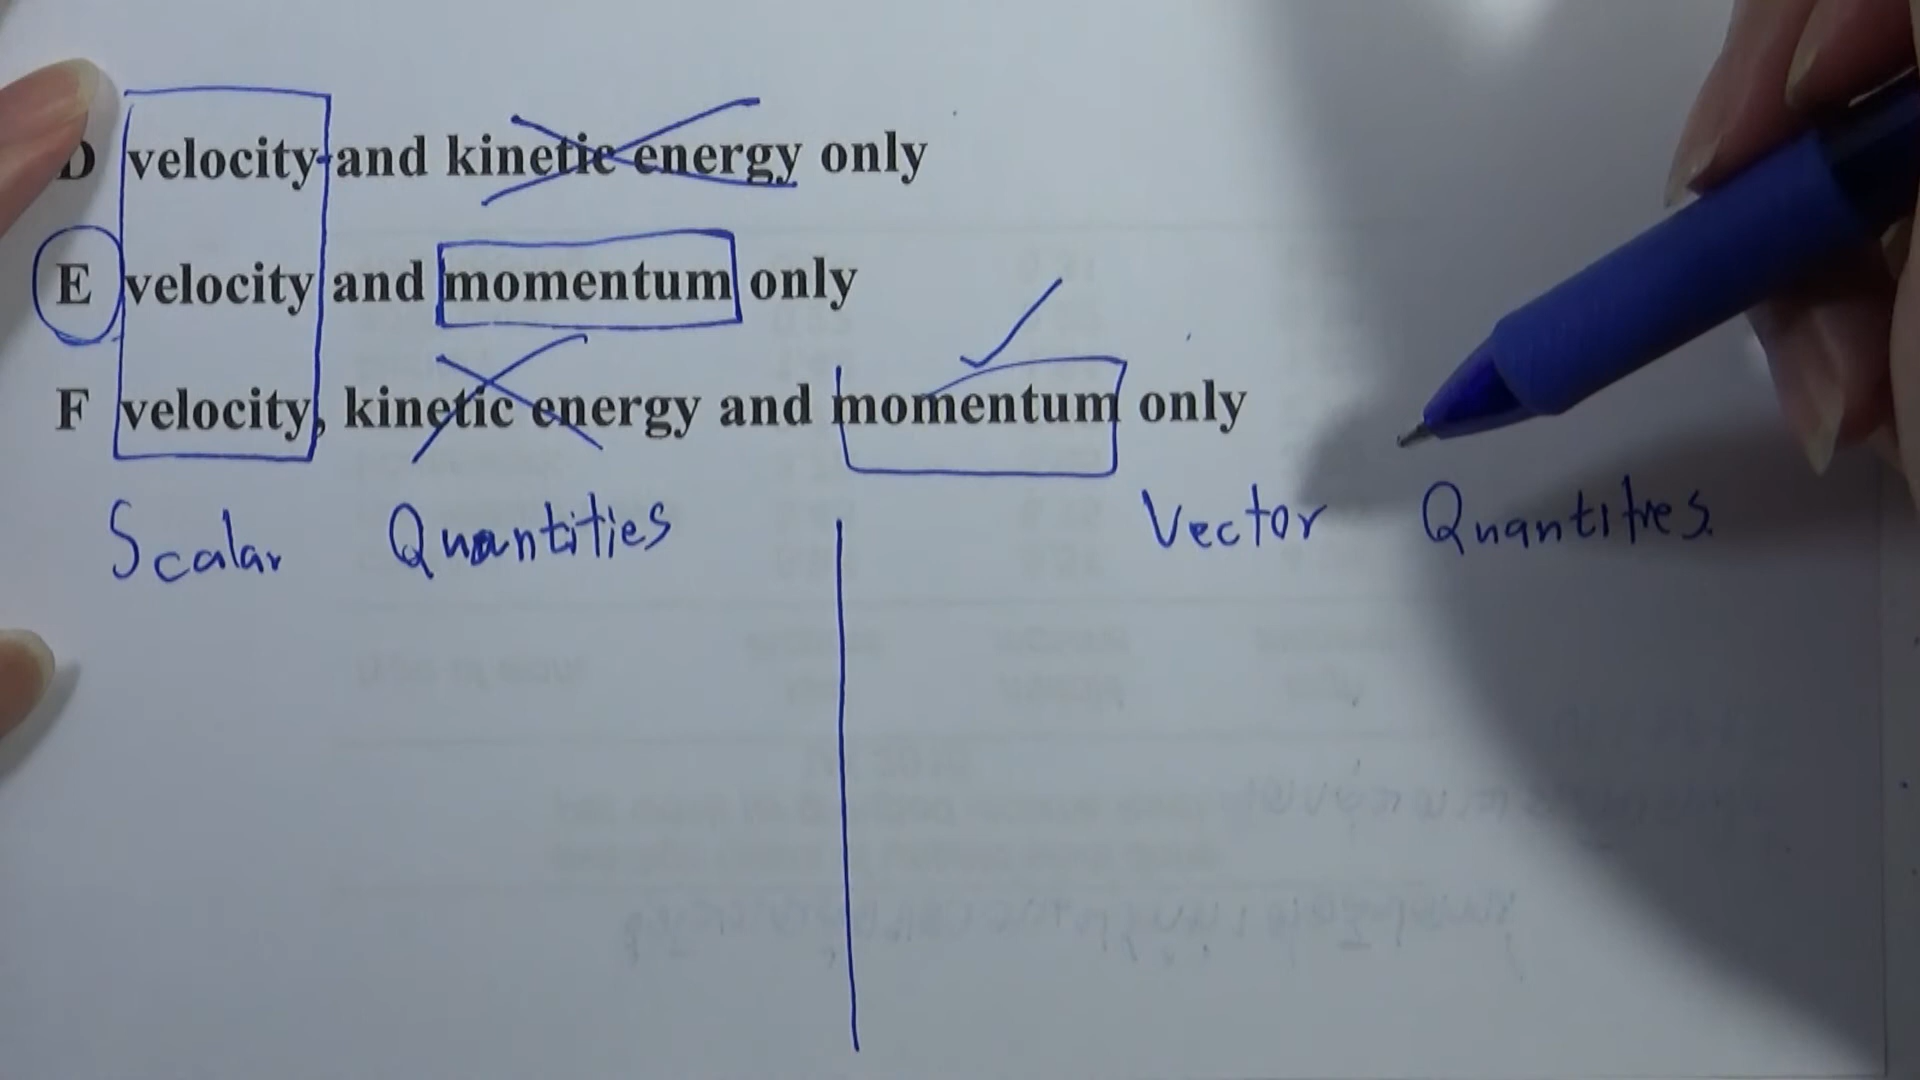 D velocity and kinetic energy only
E velocity and momentum only
F velocity, kinetic energy and momentum only
Scalar Quantities
Vector Quantities.